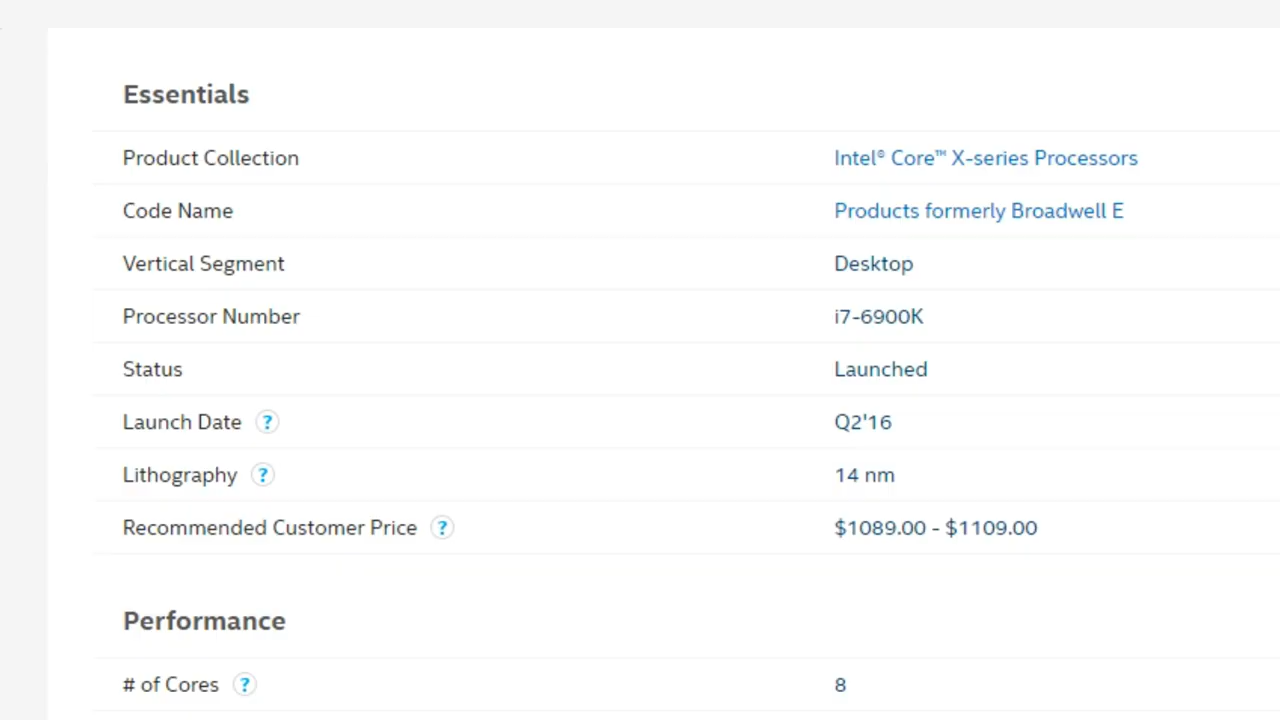 Essentials
Product Collection Intel® Core™ X-series Processors
Code Name Products formerly Broadwell E
Vertical Segment Desktop
Processor Number i7-6900K
Status Launched
Launch Date ? Q2'16
Lithography ? 14 nm
Recommended Customer Price ? $1089.00 - $1109.00
Performance
# of Cores ? 8